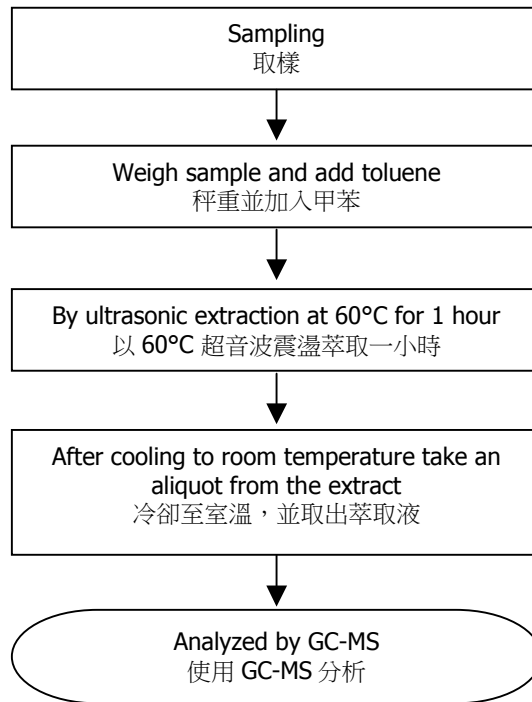 Sampling
取樣
Weigh sample and add toluene
秤重並加入甲苯
By ultrasonic extraction at 60°C for 1 hour
以 60°C 超音波震盪萃取一小時
After cooling to room temperature take an
aliquot from the extract
冷卻至室溫，並取出萃取液
Analyzed by GC-MS
使用 GC-MS 分析